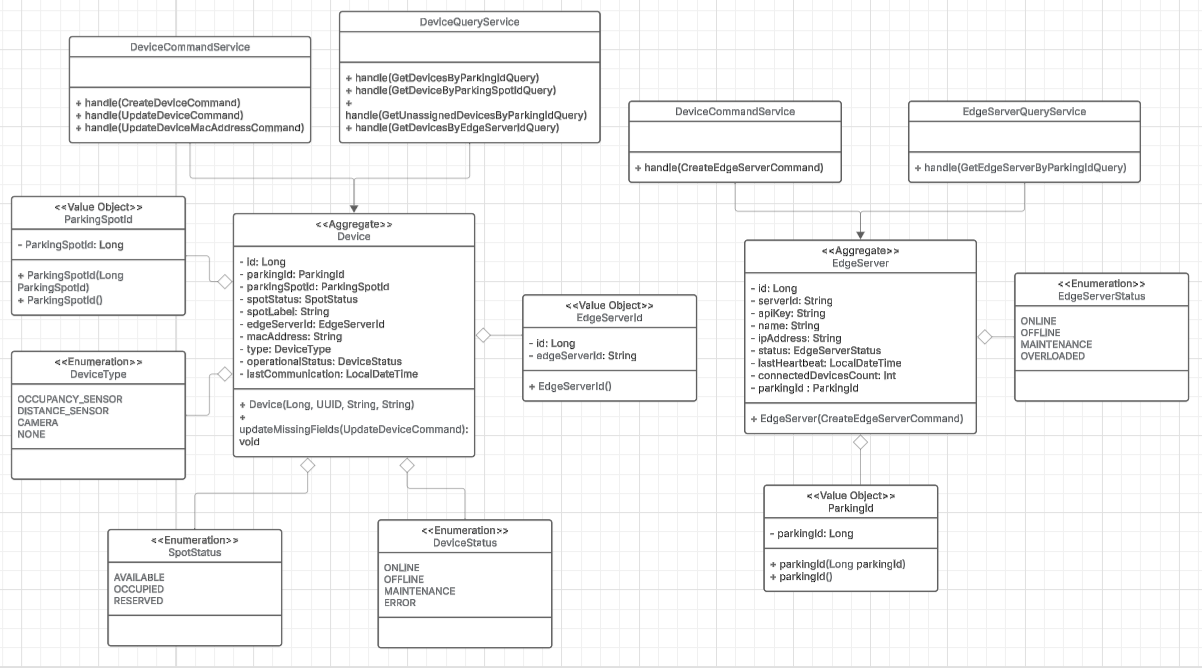 DeviceCommandService
+ handle(CreateDeviceCommand)
+ handle(UpdateDeviceCommand)
+ handle(UpdateDeviceMacAddressCommand)
DeviceQueryService
+ handle(GetDevicesByParkingIdQuery)
+ handle(GetDeviceByParkingSpotIdQuery)
+
handle(GetUnassignedDevicesByParkingIdQuery)
+ handle(GetDevicesByEdgeServerIdQuery)
DeviceCommandService
+ handle(CreateEdgeServerCommand)
EdgeServerQueryService
+ handle(GetEdgeServerByParkingIdQuery)
<<Value Object>>
ParkingSpotId
- ParkingSpotId: Long
+ ParkingSpotId(Long
ParkingSpotId)
+ ParkingSpotId()
<<Aggregate>>
Device
- id: Long
- parkingId: ParkingId
- parkingSpotId: ParkingSpotId
- spotStatus: SpotStatus
- spotLabel: String
- edgeServerId: EdgeServerId
- macAddress: String
- type: DeviceType
- operationalStatus: DeviceStatus
- lastCommunication: LocalDateTime
+ Device(Long, UUID, String, String)
+
updateMissingFields(UpdateDeviceCommand):
void
<<Value Object>>
EdgeServerId
- id: Long
- edgeServerId: String
+ EdgeServerId()
<<Aggregate>>
EdgeServer
- id: Long
- serverId: String
- apiKey: String
- name: String
- ipAddress: String
- status: EdgeServerStatus
- lastHeartbeat: LocalDateTime
- connectedDevicesCount: Int
- parkingId : ParkingId
+ EdgeServer(CreateEdgeServerCommand)
<<Enumeration>>
EdgeServerStatus
ONLINE
OFFLINE
MAINTENANCE
OVERLOADED
<<Enumeration>>
DeviceType
OCCUPANCY_SENSOR
DISTANCE_SENSOR
CAMERA
NONE
<<Enumeration>>
SpotStatus
AVAILABLE
OCCUPIED
RESERVED
<<Enumeration>>
DeviceStatus
ONLINE
OFFLINE
MAINTENANCE
ERROR
<<Value Object>>
ParkingId
- parkingId: Long
+ parkingId(Long parkingId)
+ parkingId()